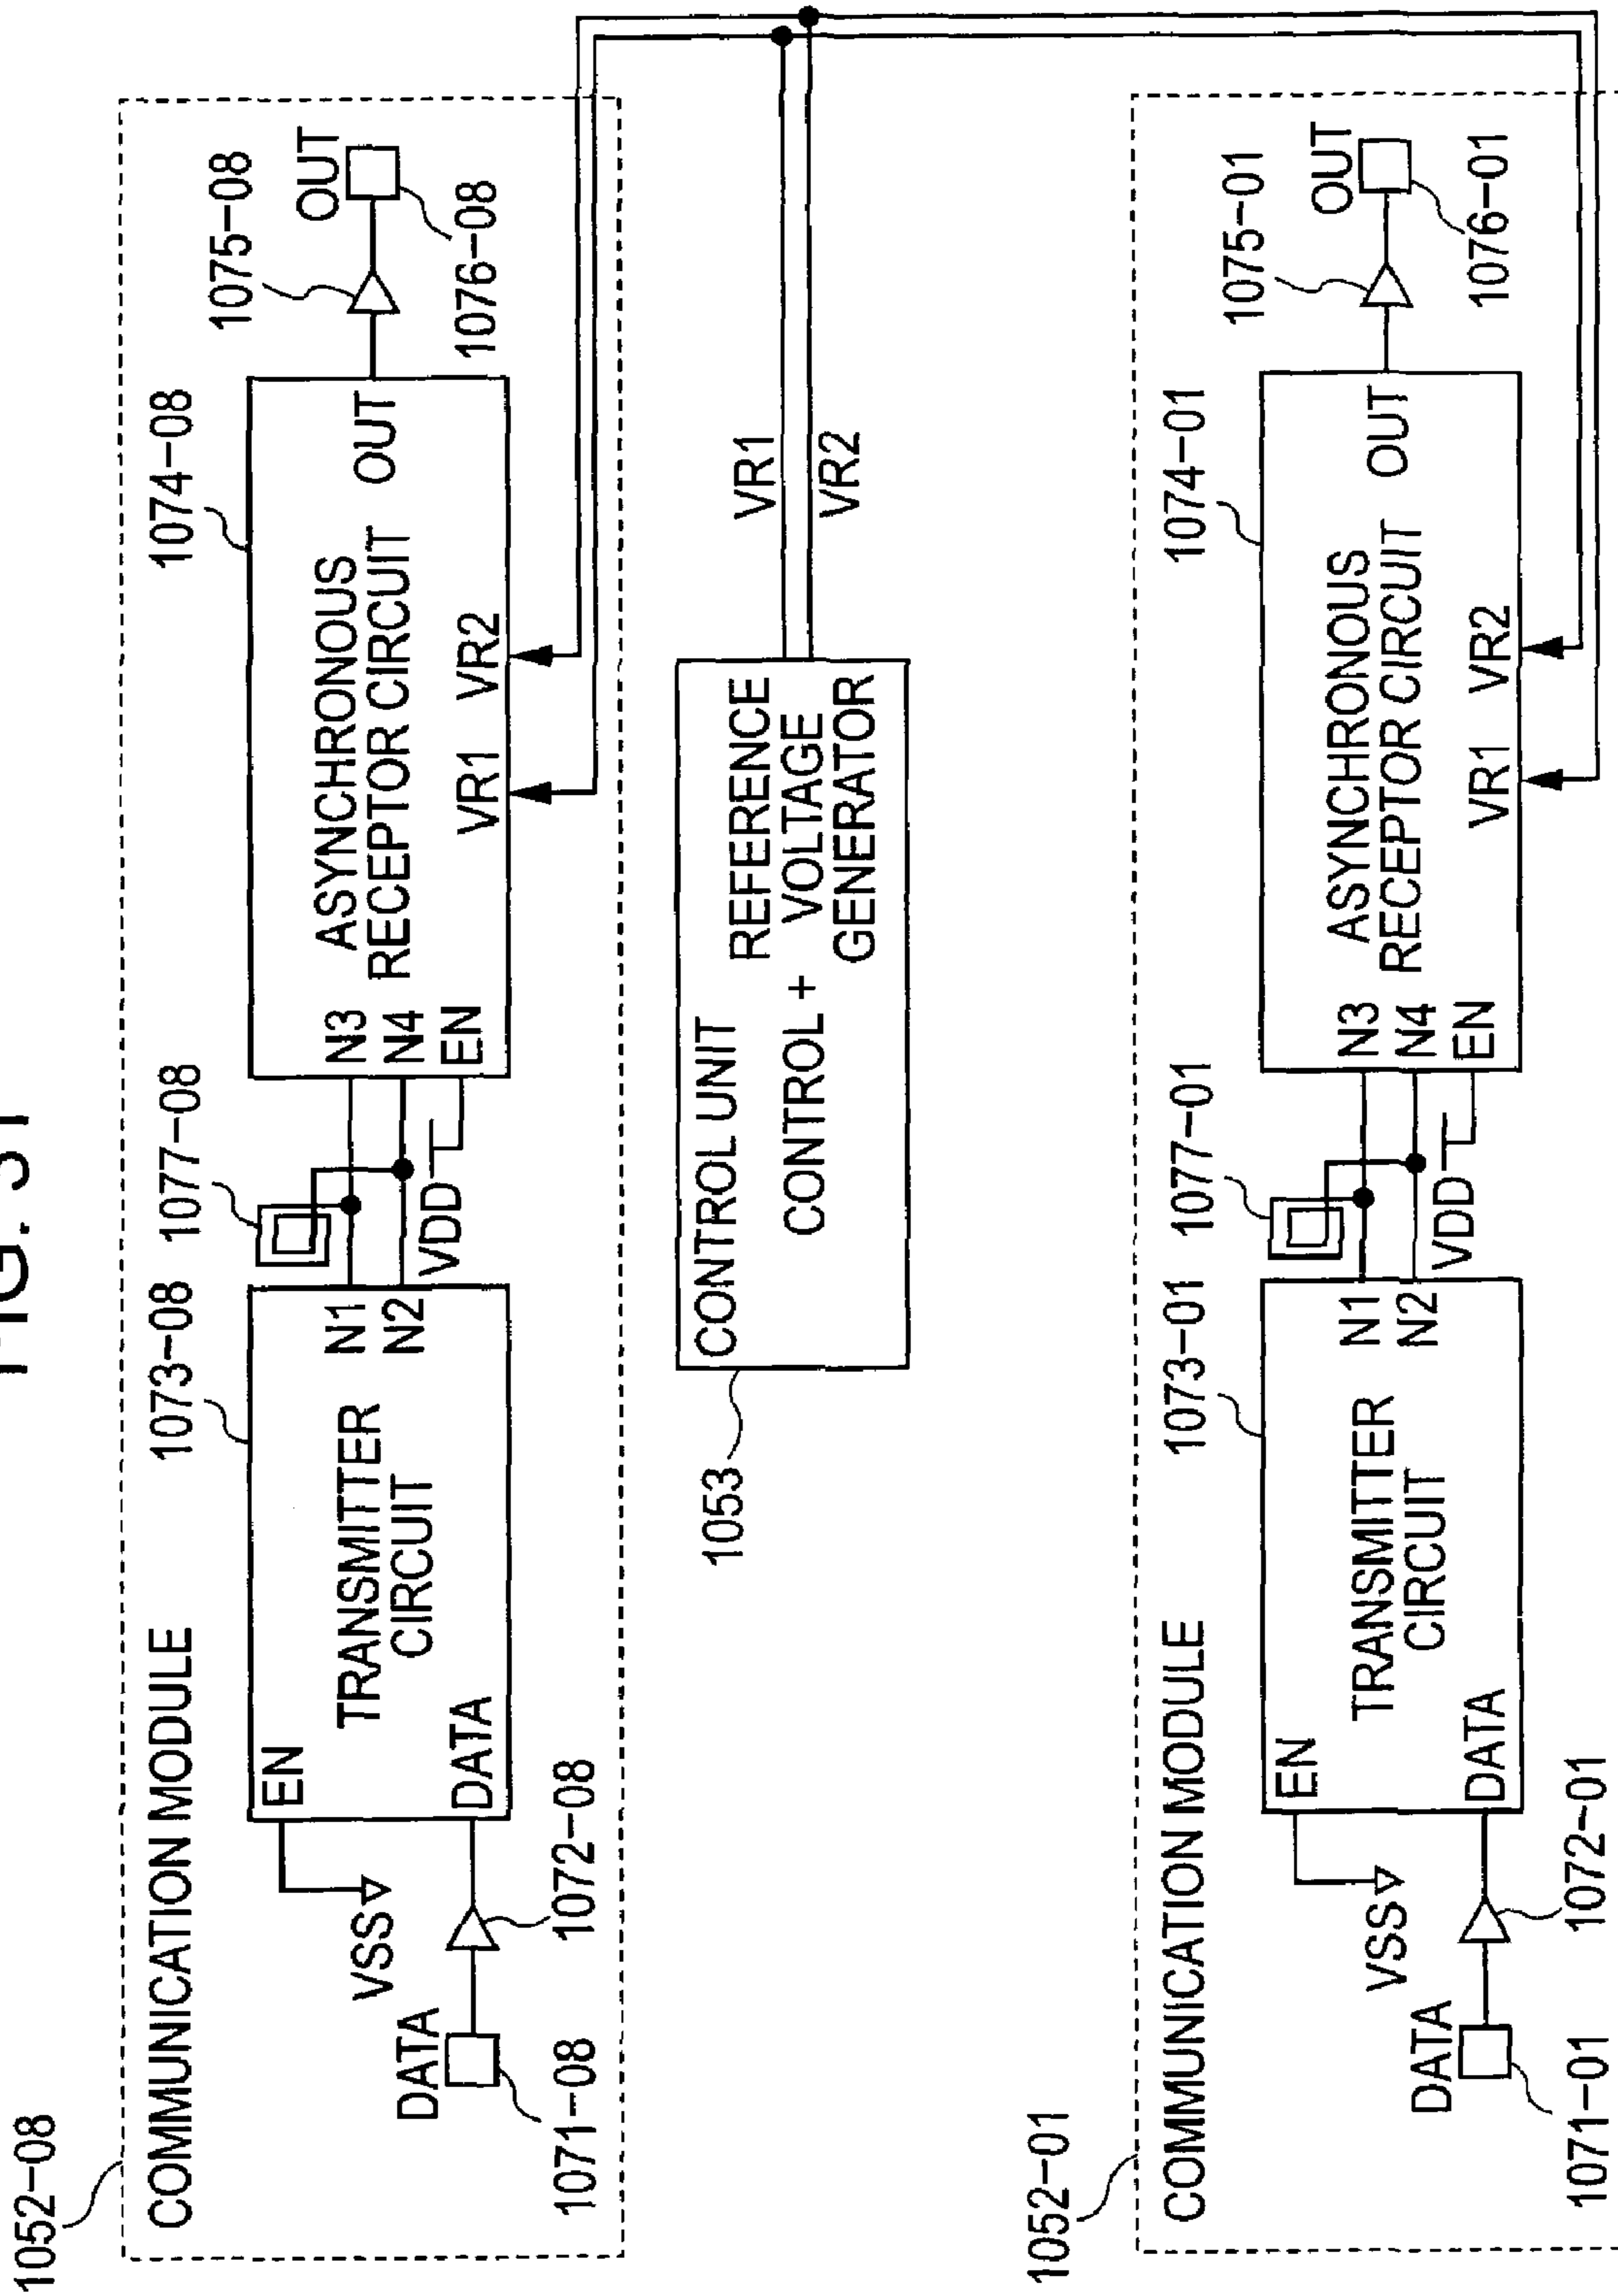 FIG. 31
1052-08
COMMUNICATION MODULE
1073-08
1077-08
1074-08
1075-08
OUT
EN
TRANSMITTER
CIRCUIT
N1
N2
N3
N4
EN
ASYNCHRONOUS
RECEPTOR CIRCUIT
OUT
VR1
VR2
1076-08
VSS
DATA
DATA
VDD
1071-08
1072-08
CONTROL UNIT
CONTROL +
REFERENCE
VOLTAGE
GENERATOR
VR1
VR2
1053
1052-01
COMMUNICATION MODULE
1073-01
1077-01
1074-01
1075-01
OUT
EN
TRANSMITTER
CIRCUIT
N1
N2
N3
N4
EN
ASYNCHRONOUS
RECEPTOR CIRCUIT
OUT
VR1
VR2
1076-01
VSS
DATA
DATA
VDD
1071-01
1072-01